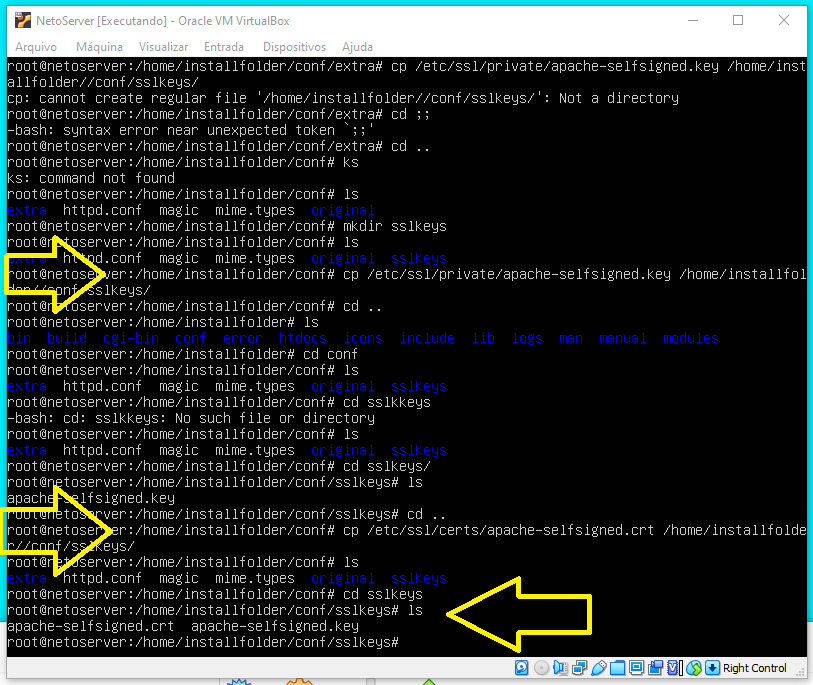 NetoServer [Executando] - Oracle VM VirtualBox
Arquivo Máquina Visualizar Entrada Dispositivos Ajuda
root@netoserver:/home/installfolder/conf/extra# cp /etc/ssl/private/apache-selfsigned.key /home/inst
allfolder//conf/sslkeys/
cp: cannot create regular file '/home/installfolder//conf/sslkeys/': Not a directory
root@netoserver:/home/installfolder/conf/extra# cd ;;
-bash: syntax error near unexpected token `;;'
root@netoserver:/home/installfolder/conf/extra# cd ..
root@netoserver:/home/installfolder/conf# ks
ks: command not found
root@netoserver:/home/installfolder/conf# ls
extra httpd.conf magic mime.types original
root@netoserver:/home/installfolder/conf# mkdir sslkeys
root@netoserver:/home/installfolder/conf# ls
extra httpd.conf magic mime.types original sslkeys
root@netoserver:/home/installfolder/conf# cp /etc/ssl/private/apache-selfsigned.key /home/installfol
der//conf/sslkeys/
root@netoserver:/home/installfolder/conf# cd ..
root@netoserver:/home/installfolder# ls
bin build cgi-bin conf error htdocs icons include lib logs man manual modules
root@netoserver:/home/installfolder# cd conf
root@netoserver:/home/installfolder/conf# ls
extra httpd.conf magic mime.types original sslkeys
root@netoserver:/home/installfolder/conf# cd sslkkeys
-bash: cd: sslkkeys: No such file or directory
root@netoserver:/home/installfolder/conf# ls
extra httpd.conf magic mime.types original sslkeys
root@netoserver:/home/installfolder/conf# cd sslkeys/
root@netoserver:/home/installfolder/conf/sslkeys# ls
apache-selfsigned.key
root@netoserver:/home/installfolder/conf/sslkeys# cd ..
root@netoserver:/home/installfolder/conf# cp /etc/ssl/certs/apache-selfsigned.crt /home/installfolde
r//conf/sslkeys/
root@netoserver:/home/installfolder/conf# ls
extra httpd.conf magic mime.types original sslkeys
root@netoserver:/home/installfolder/conf# cd sslkeys
root@netoserver:/home/installfolder/conf/sslkeys# ls
apache-selfsigned.crt apache-selfsigned.key
root@netoserver:/home/installfolder/conf/sslkeys#
Right Control